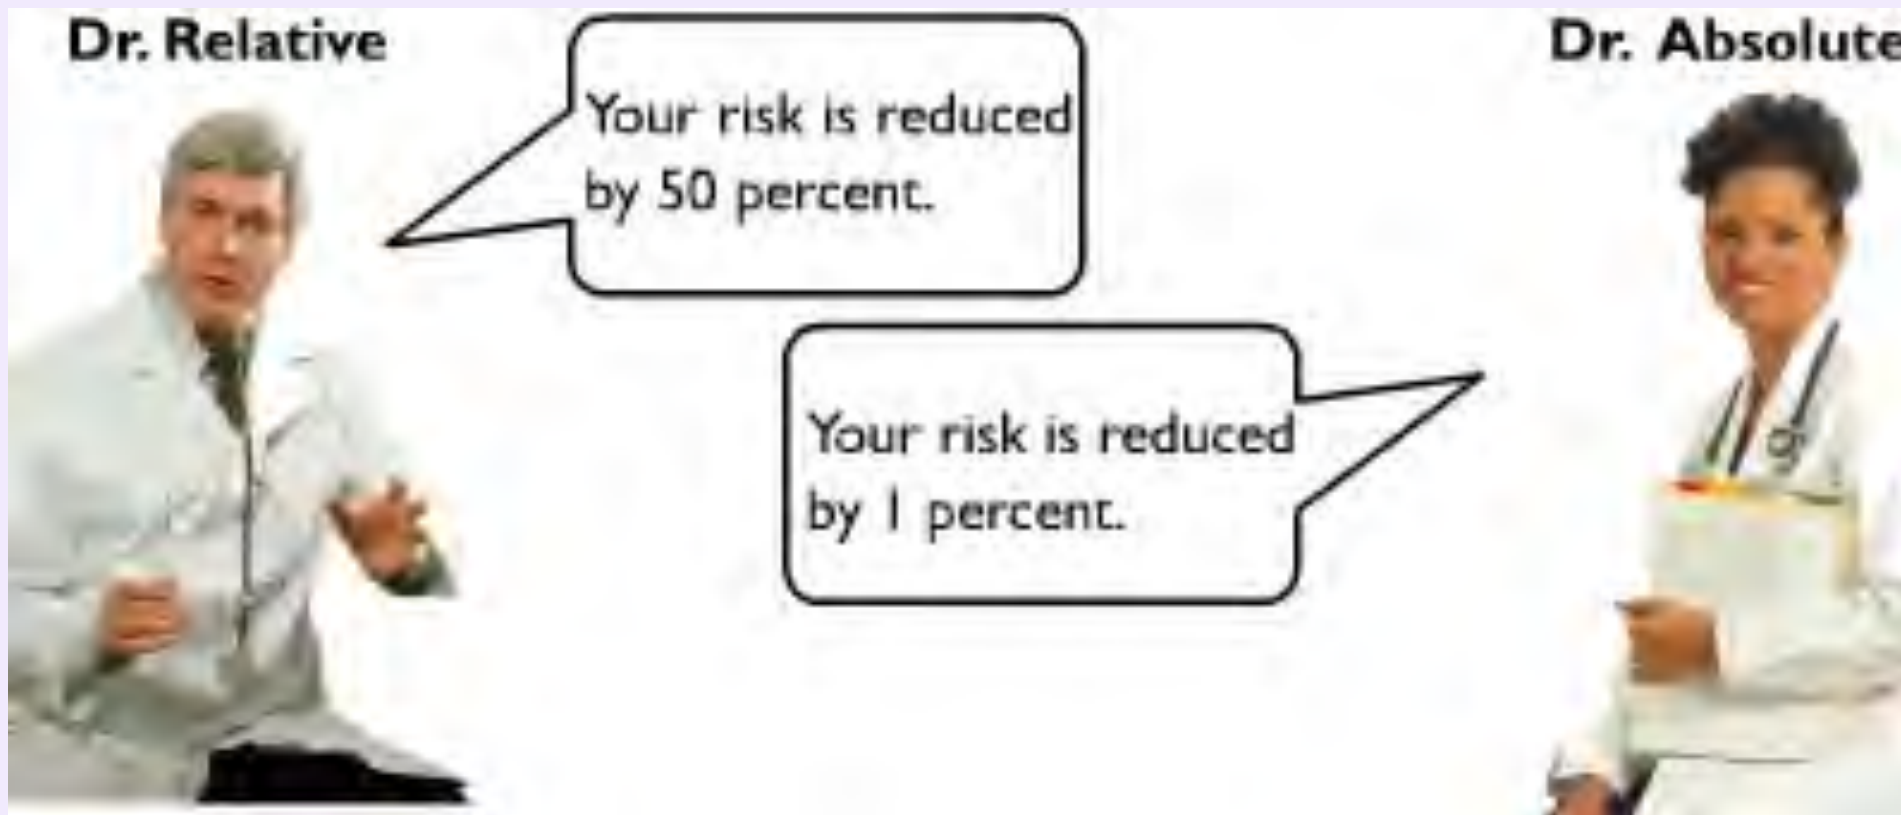 Dr. Relative
Your risk is reduced
by 50 percent.
Dr. Absolute
Your risk is reduced
by 1 percent.